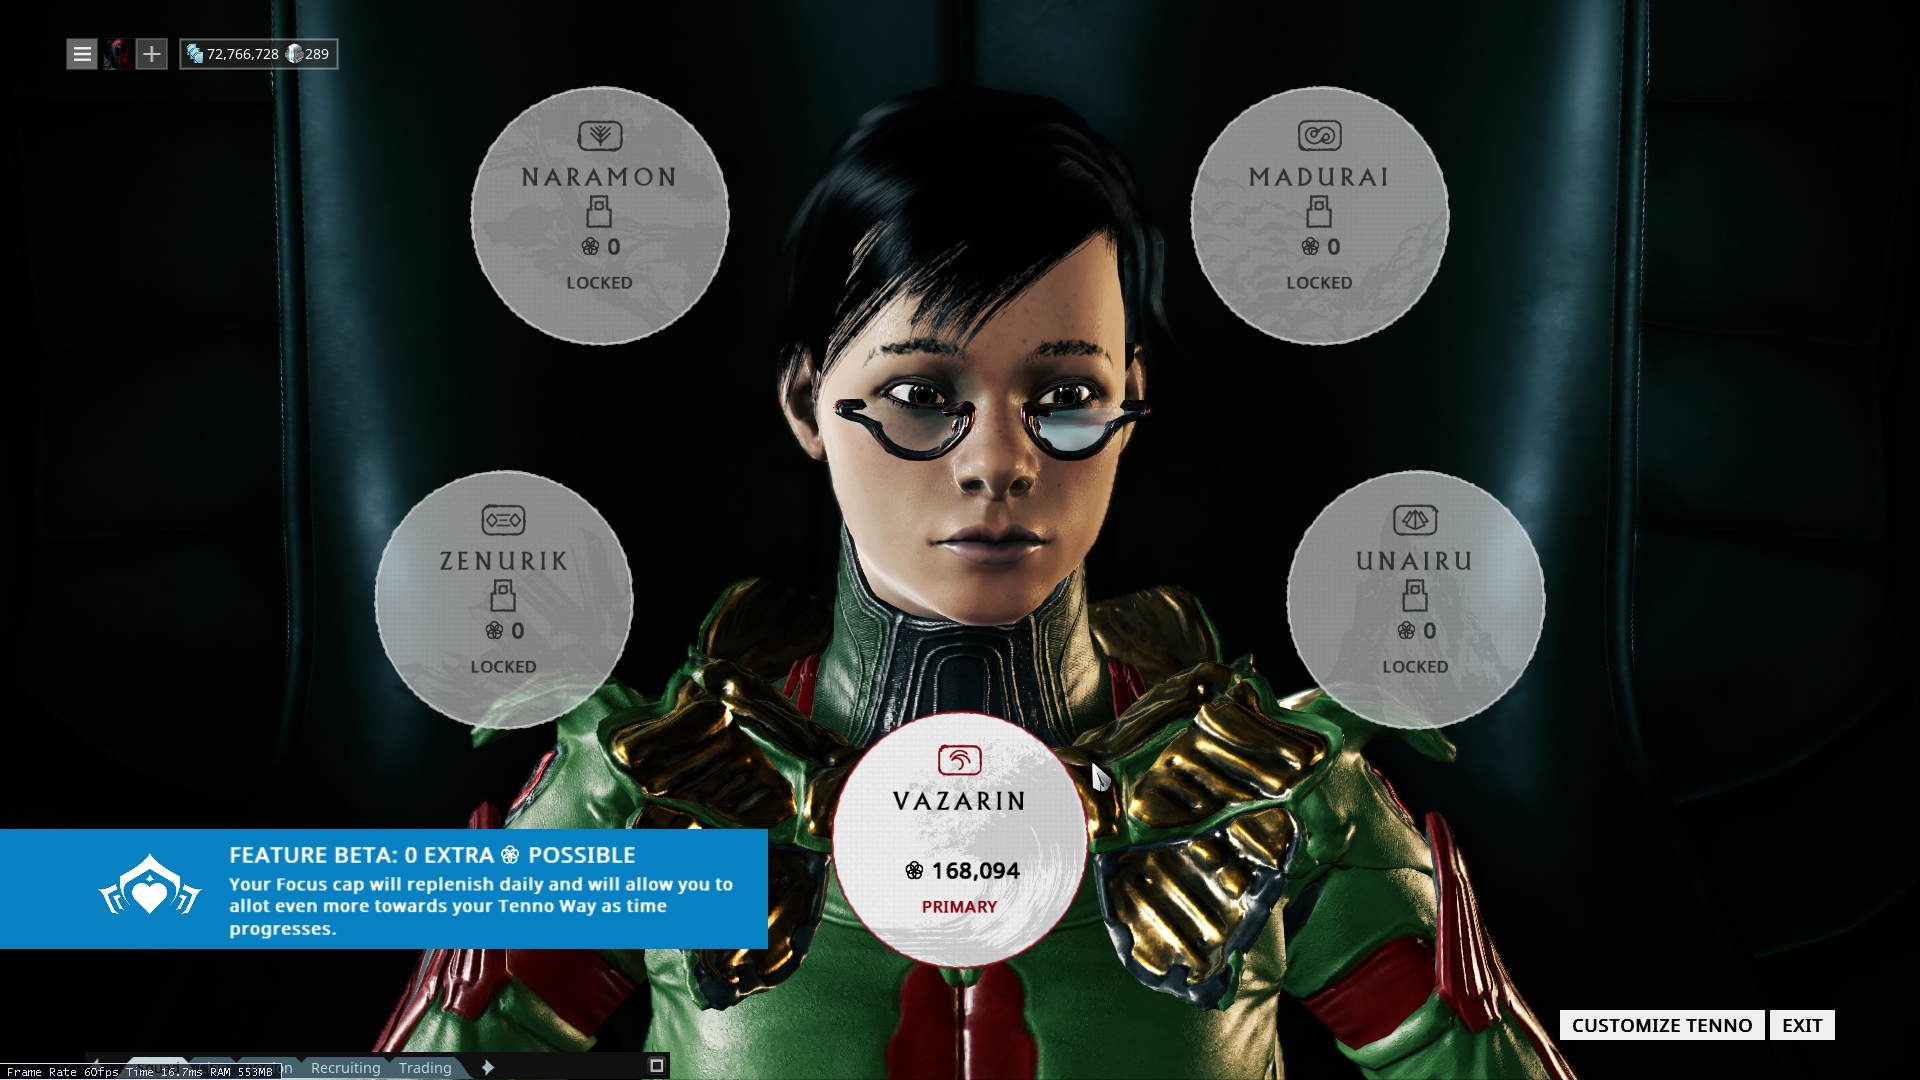 72,766,728 289
NARAMON
0
LOCKED
MADURAI
0
LOCKED
ZENURIK
0
LOCKED
UNAIRU
0
LOCKED
VAZARIN
168,094
PRIMARY
FEATURE BETA: 0 EXTRA POSSIBLE
Your Focus cap will replenish daily and will allow you to
allot even more towards your Tenno Way as time
progresses.
CUSTOMIZE TENNO EXIT
Recruiting Trading
Frame Rate 60fps Time 16.7ms RAM 553MB